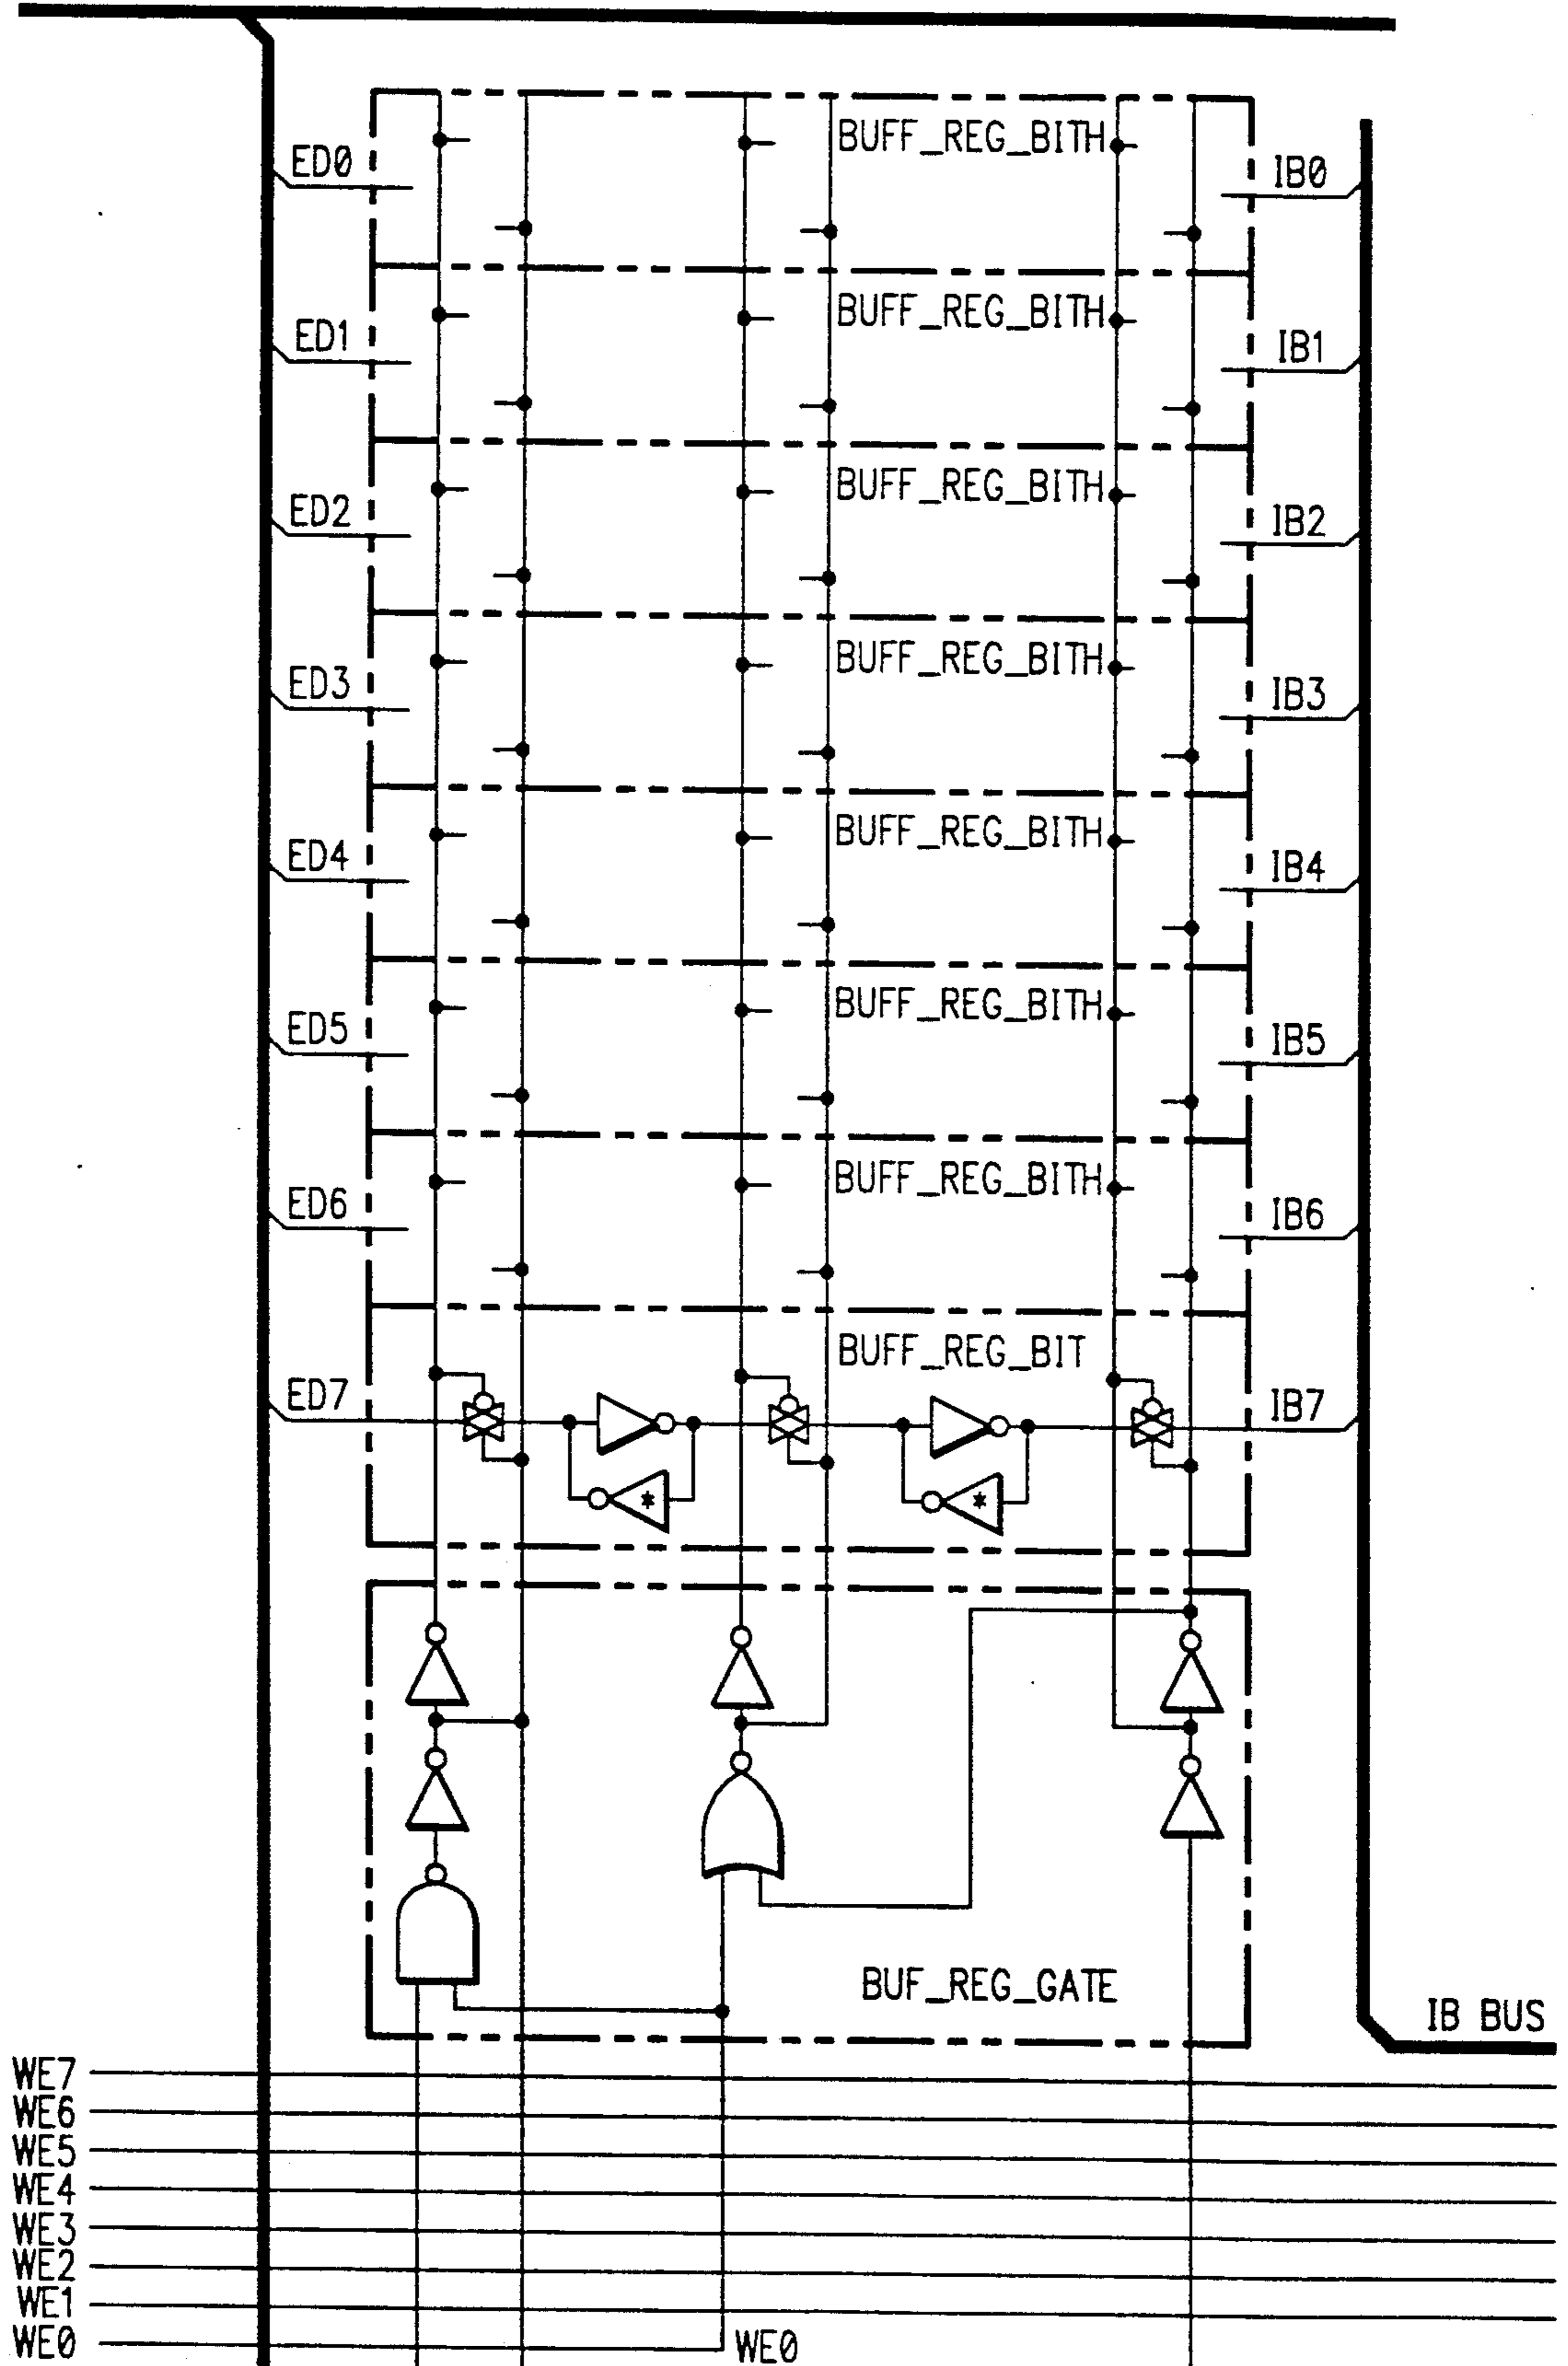 BUFF_REG_BITH
ED0 IB0
BUFF_REG_BITH
ED1 IB1
BUFF_REG_BITH
ED2 IB2
BUFF_REG_BITH
ED3 IB3
BUFF_REG_BITH
ED4 IB4
BUFF_REG_BITH
ED5 IB5
BUFF_REG_BITH
ED6 IB6
BUFF_REG_BIT
ED7 IB7
* *
BUF_REG_GATE
IB BUS
WE7
WE6
WE5
WE4
WE3
WE2
WE1
WE0 WE0